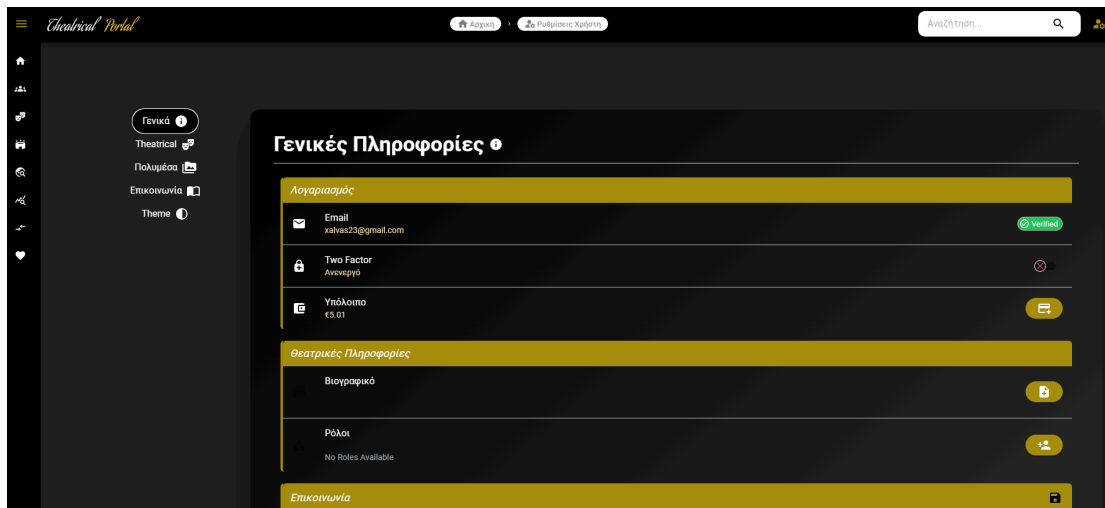 Theatrical Portal
Αρχική › Ρυθμίσεις Χρήστη
Αναζήτηση...
Γενικά
Theatrical
Πολυμέσα
Επικοινωνία
Theme
Γενικές Πληροφορίες
Λογαριασμός
Email
xalvas23@gmail.com
Verified
Two Factor
Ανενεργό
Υπόλοιπο
€5.01
Θεατρικές Πληροφορίες
Βιογραφικό
Ρόλοι
No Roles Available
Επικοινωνία